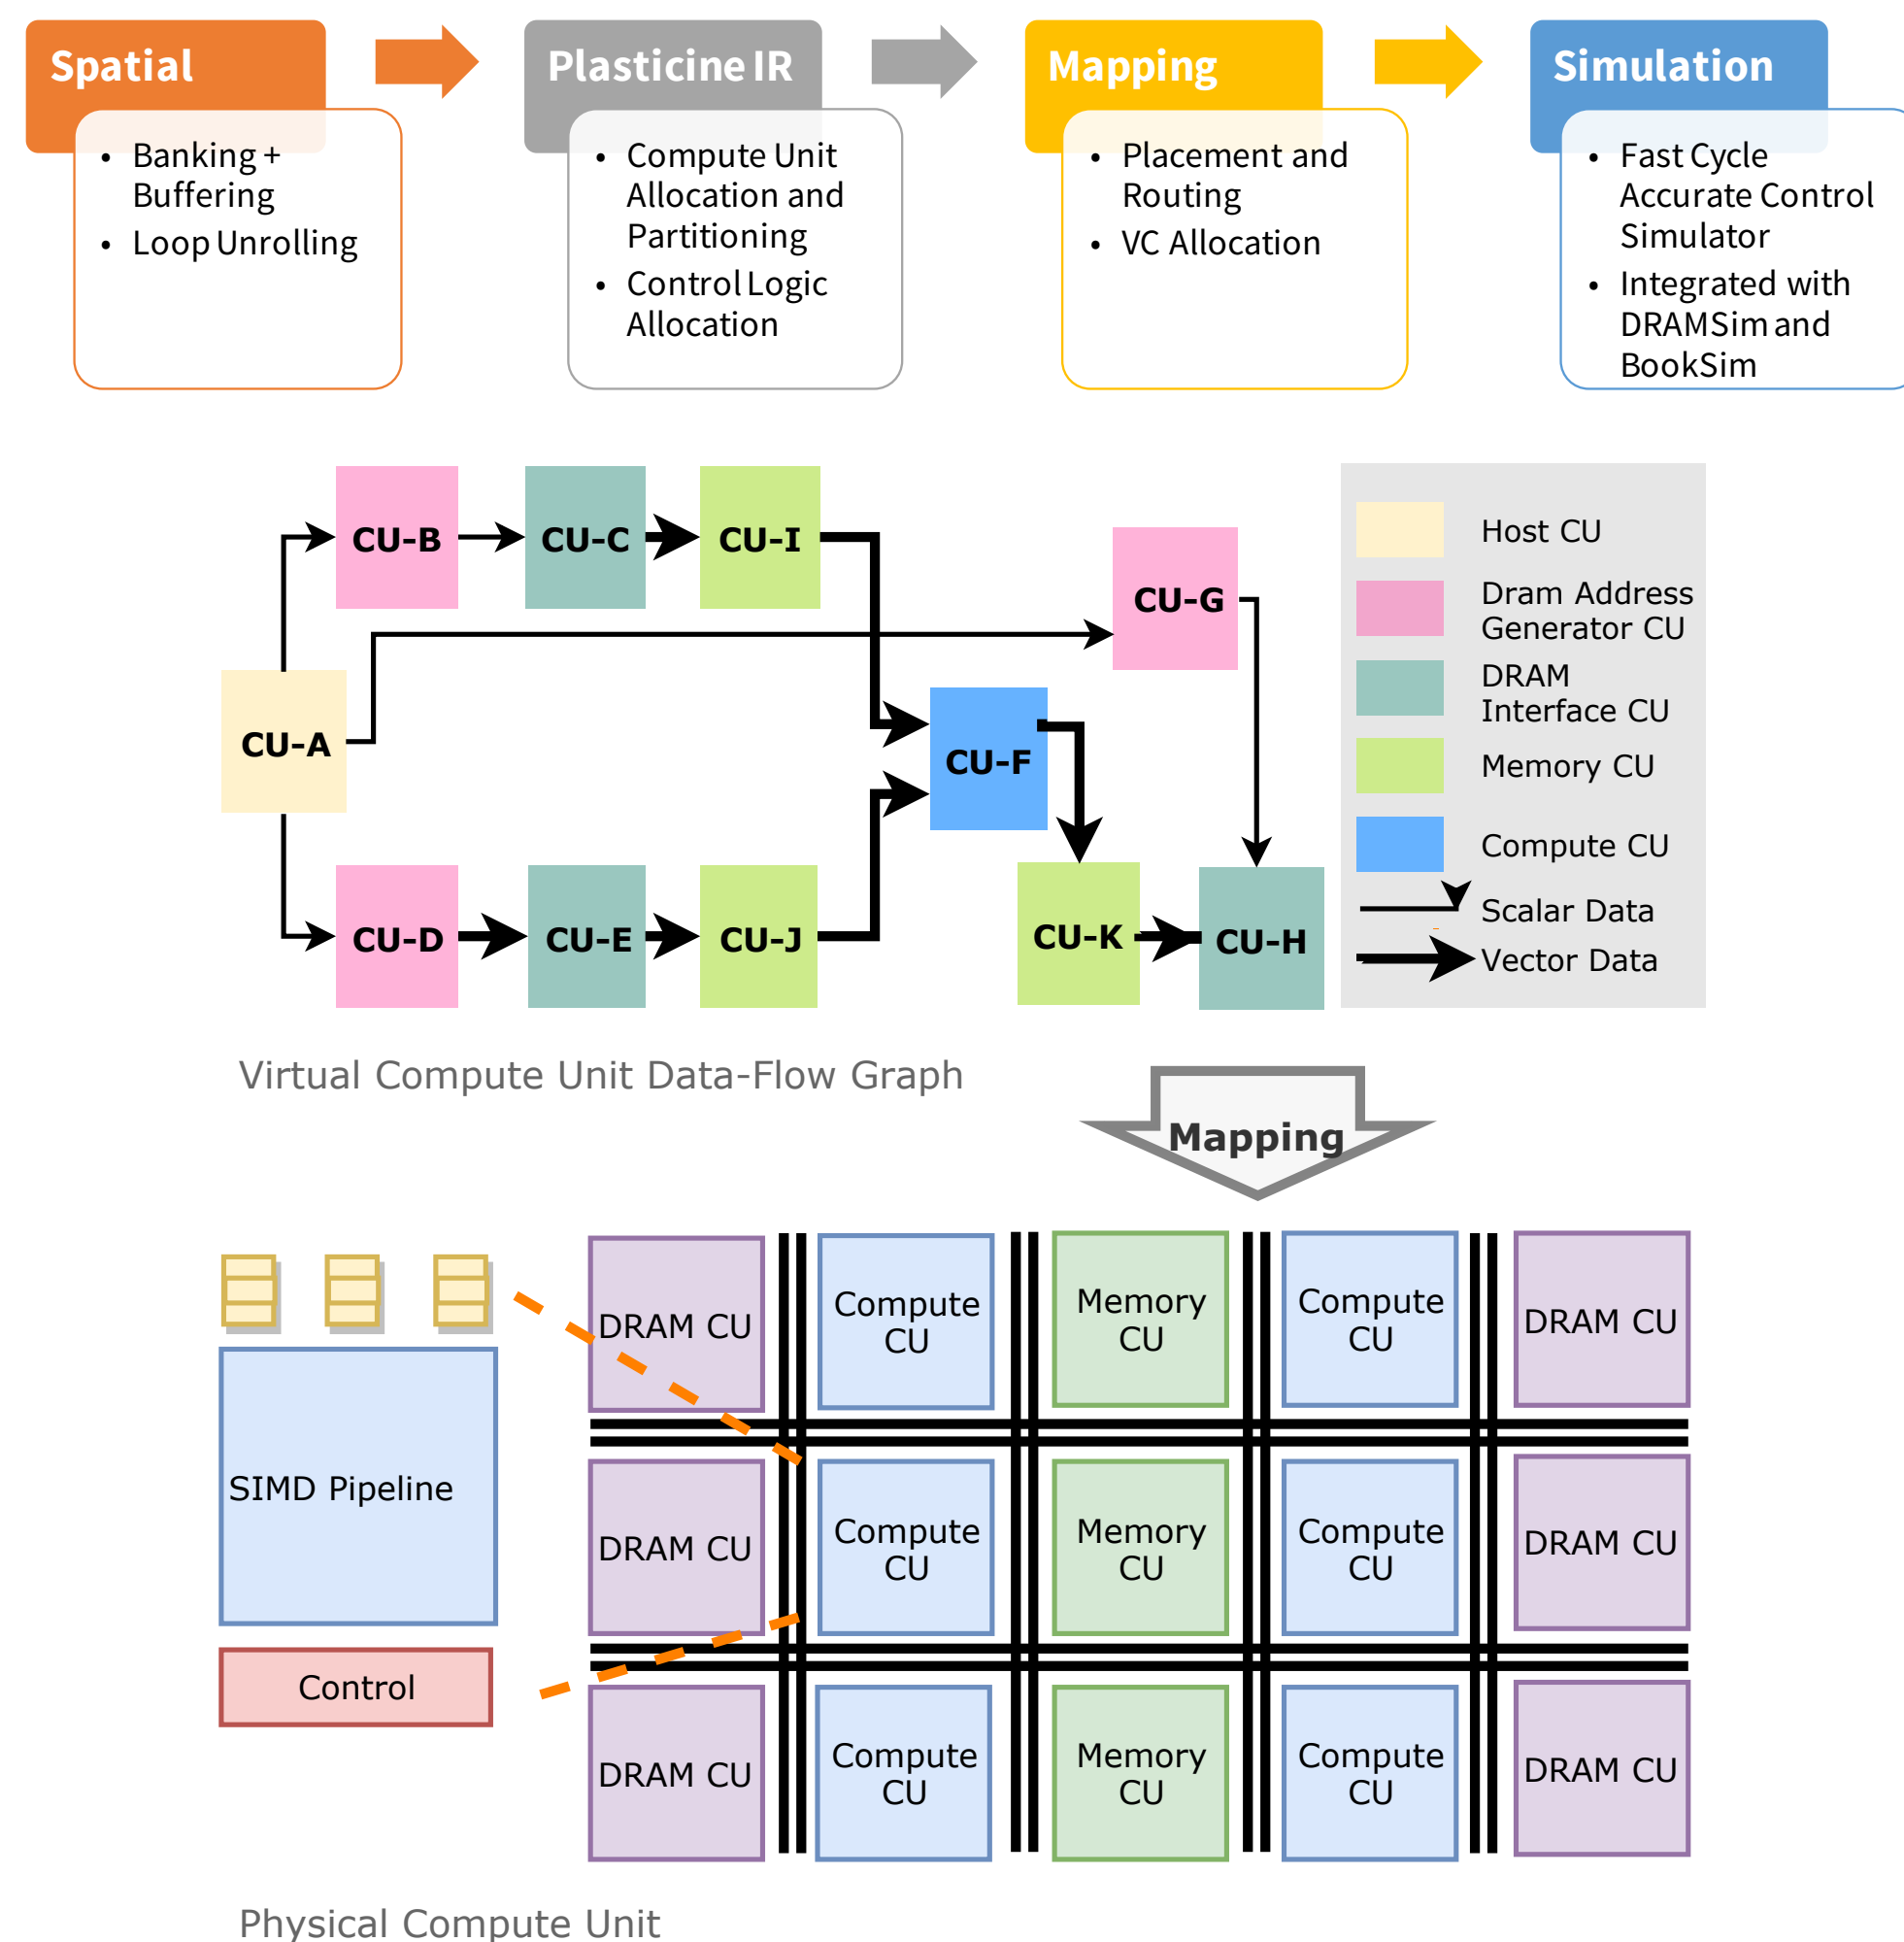 Spatial
• Banking +
Buffering
• Loop Unrolling
Plasticine IR
• Compute Unit
Allocation and
Partitioning
• Control Logic
Allocation
Mapping
• Placement and
Routing
• VC Allocation
Simulation
• Fast Cycle
Accurate Control
Simulator
• Integrated with
DRAMSim and
BookSim
CU-B
CU-C
CU-I
CU-G
CU-A
CU-F
CU-D
CU-E
CU-J
CU-K
CU-H
Host CU
Dram Address
Generator CU
DRAM
Interface CU
Memory CU
Compute CU
Scalar Data
Vector Data
Virtual Compute Unit Data-Flow Graph
Mapping
SIMD Pipeline
Control
DRAM CU
Compute
CU
Memory
CU
Compute
CU
DRAM CU
DRAM CU
Compute
CU
Memory
CU
Compute
CU
DRAM CU
DRAM CU
Compute
CU
Memory
CU
Compute
CU
DRAM CU
Physical Compute Unit